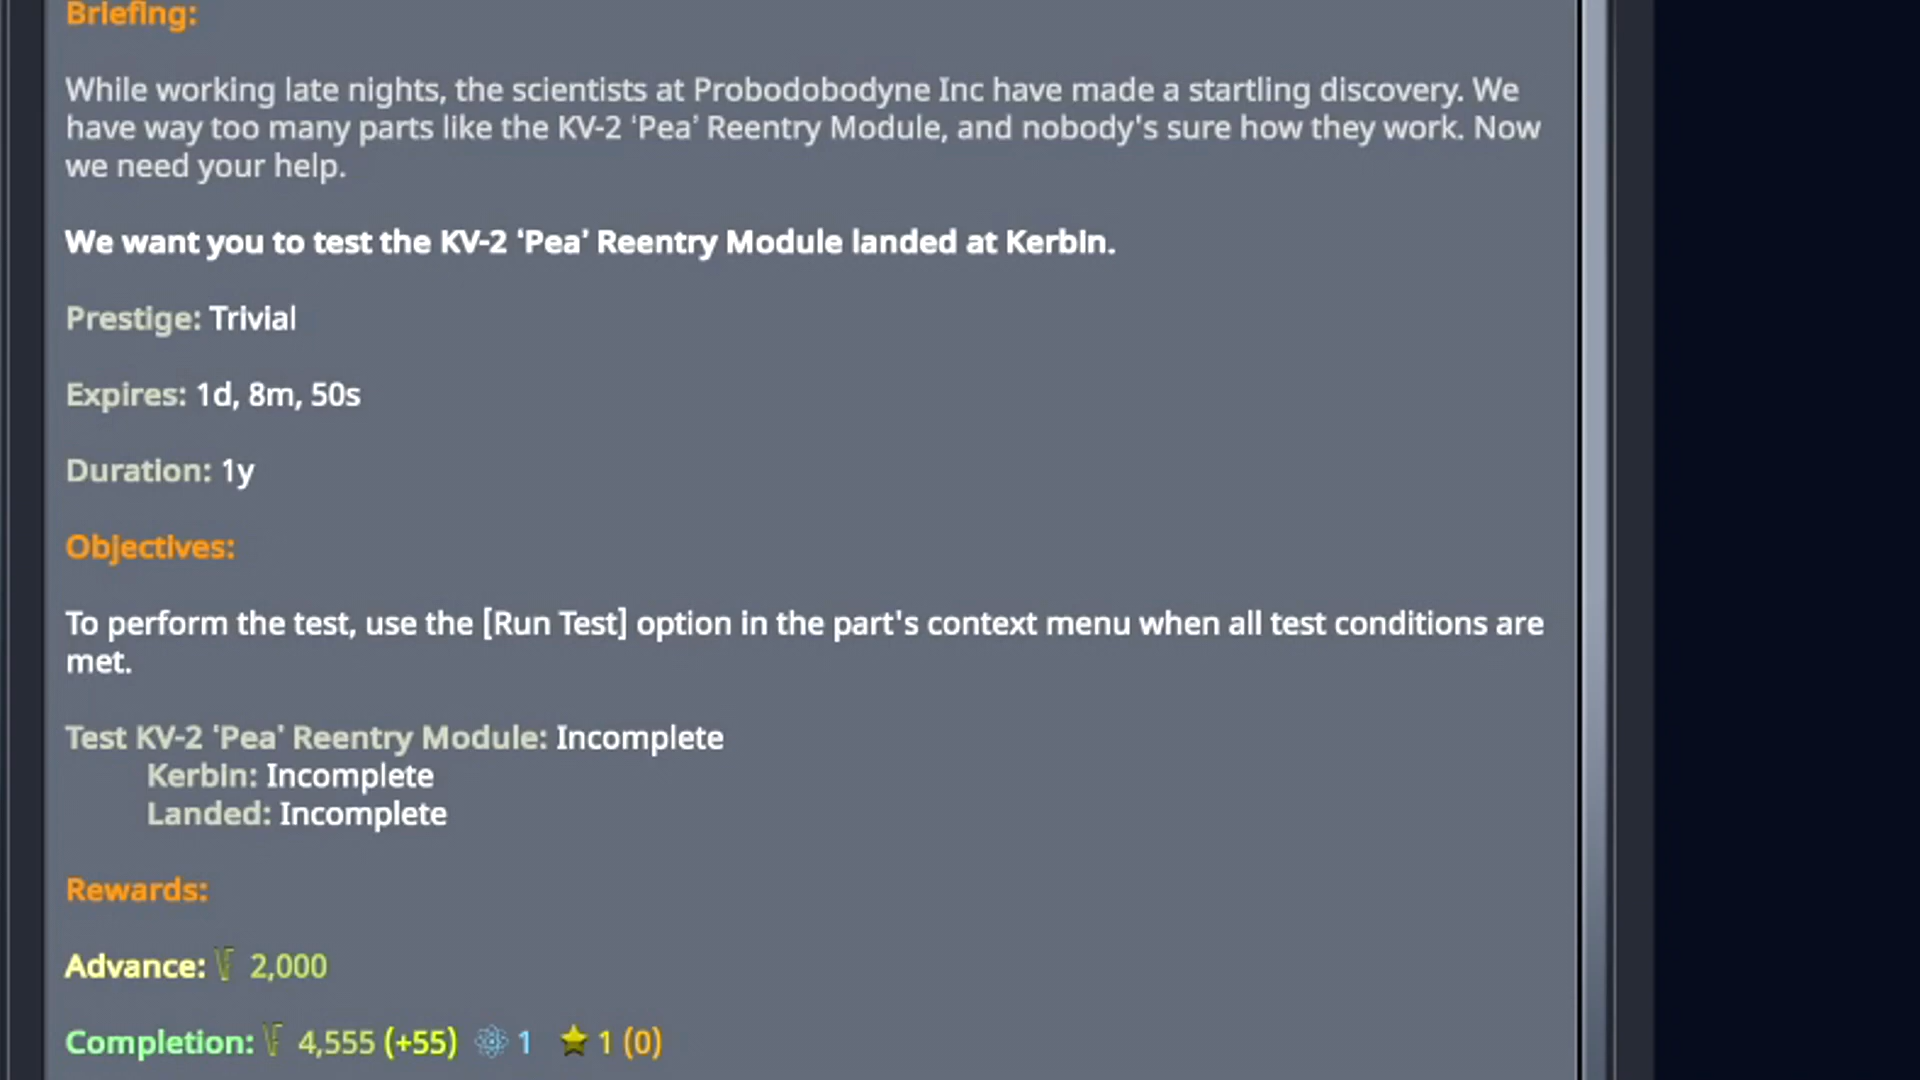 Briefing:
While working late nights, the scientists at Probodobodyne Inc have made a startling discovery. We
have way too many parts like the KV-2 ‘Pea’ Reentry Module, and nobody's sure how they work. Now
we need your help.
We want you to test the KV-2 ‘Pea’ Reentry Module landed at Kerbin.
Prestige: Trivial
Expires: 1d, 8m, 50s
Duration: 1y
Objectives:
To perform the test, use the [Run Test] option in the part's context menu when all test conditions are
met.
Test KV-2 ‘Pea’ Reentry Module: Incomplete
Kerbin: Incomplete
Landed: Incomplete
Rewards:
Advance: 2,000
Completion: 4,555 (+55) 1 1 (0)